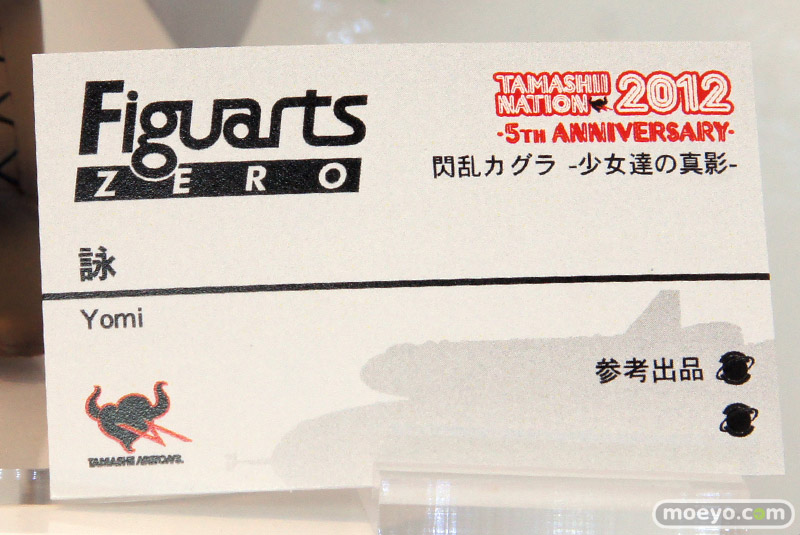 Figuarts
ZERO
TAMASHII
NATION 2012
・5TH ANNIVERSARY・
閃乱カグラ -少女達の真影-
詠
Yomi
参考出品
TAMASHII NATIONS
moeyo.com